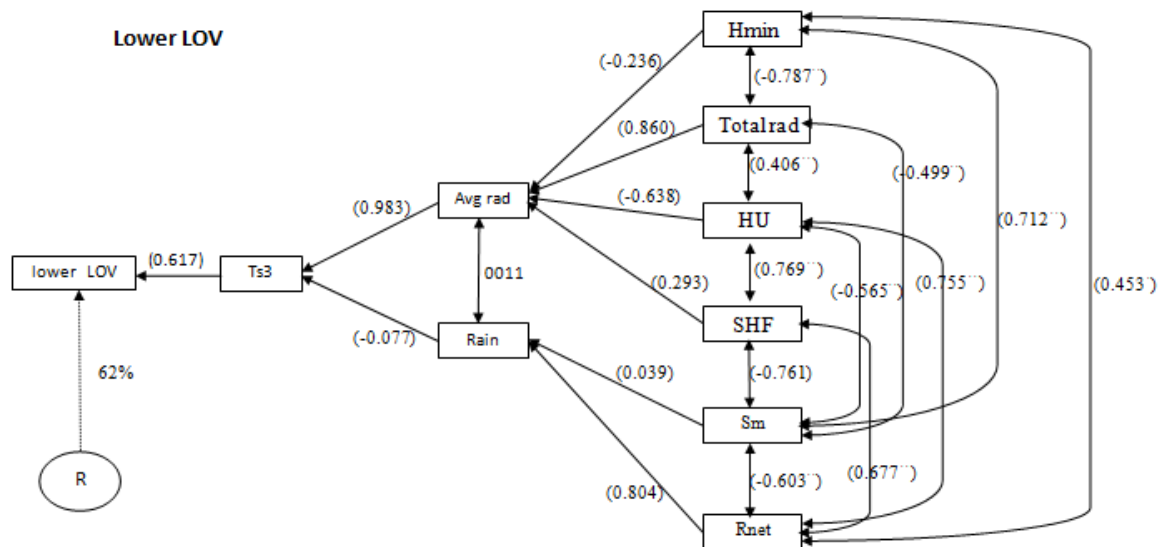 Lower LOV
Hmin
(-0.236)
(-0.787¨)
(0.860)
Totalrad
(0.406¨)
(-0.499¨)
Avg rad
(-0.638)
(0.983)
HU
(0.712¨)
lower LOV
(0.617)
Ts3
0011
(0.293)
(0.769¨)
(-0.565¨)
(0.755¨)
(0.453)
SHF
Rain
(-0.077)
62%
(0.039)
(-0.761)
Sm
R
(0.804)
(-0.603¨)
(0.677¨)
Rnet